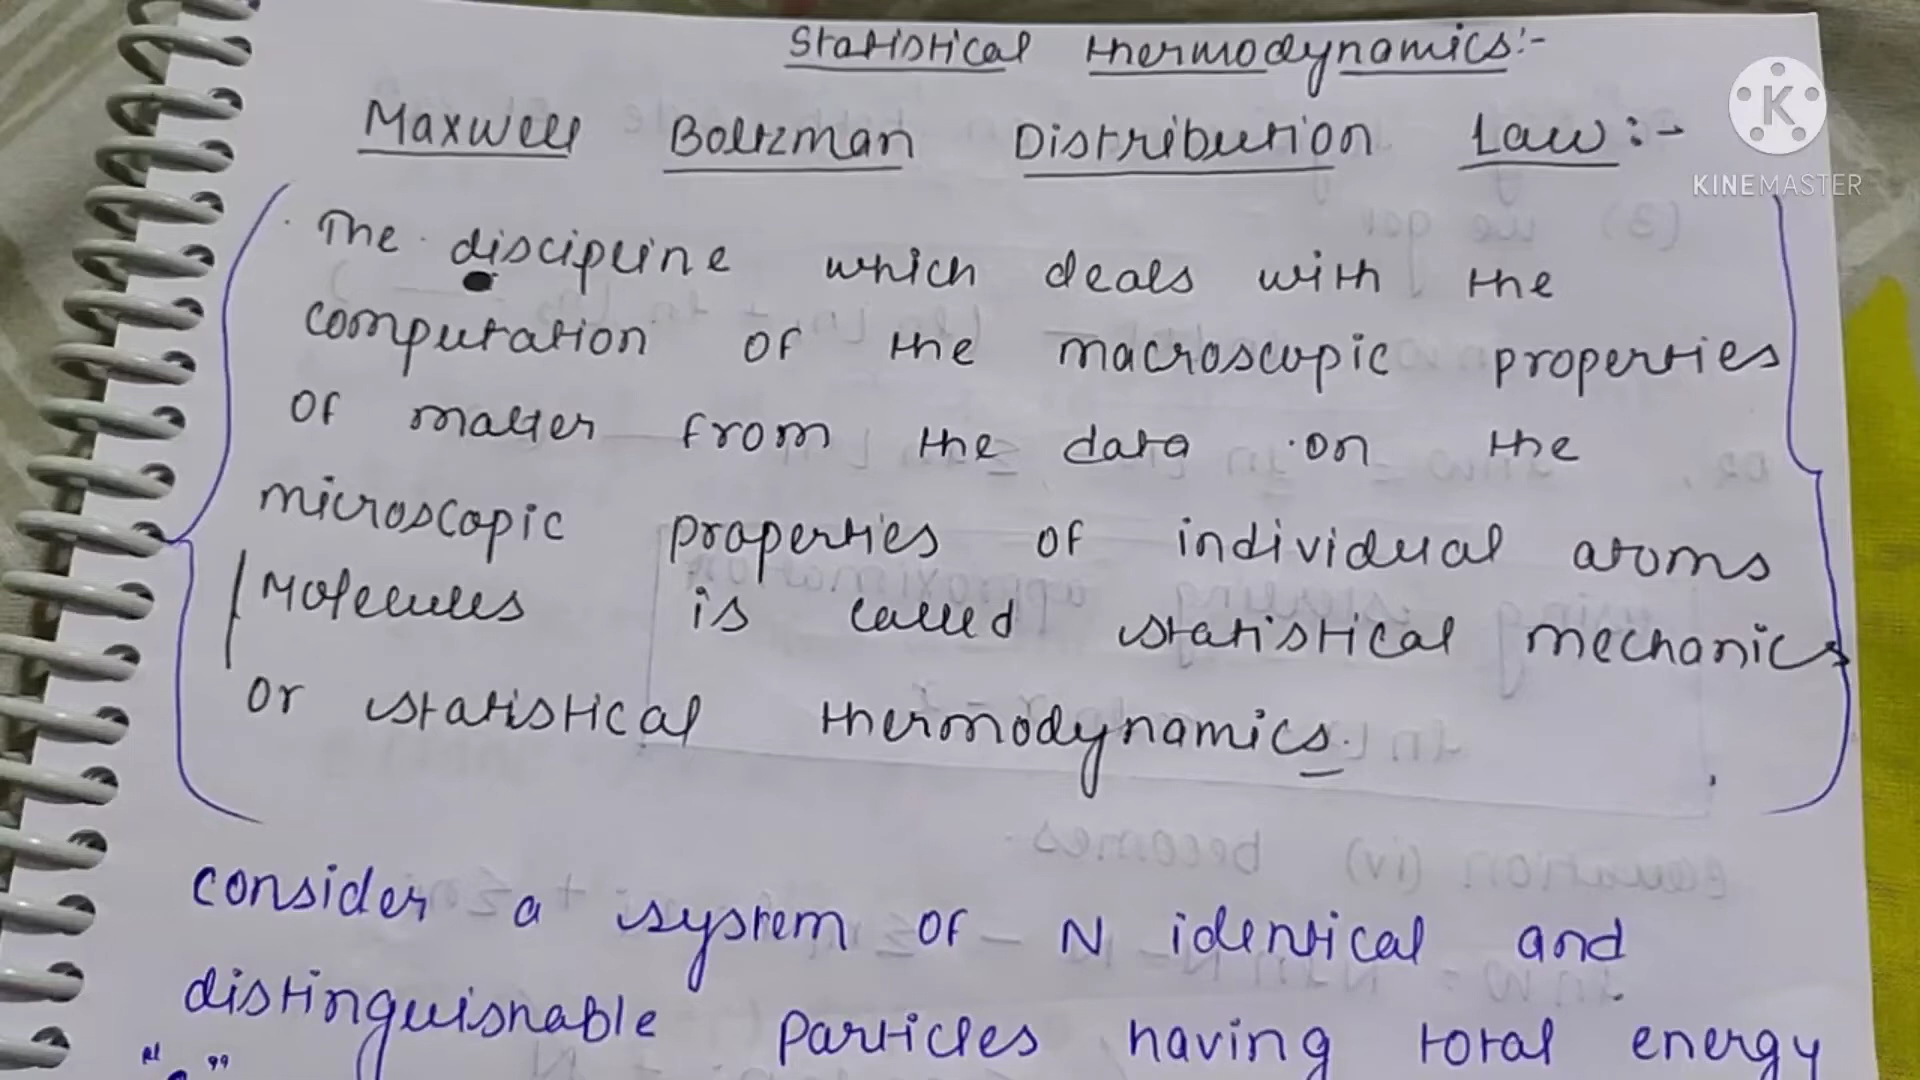 Statistical thermodynamics:-
Maxwell Boltzman Distribution Law:-
KINEMASTER
The discipline which deals with the
computation of the macroscopic properties
of matter from the data on the
microscopic properties of individual atoms
Molecules is called statistical mechanics
or statistical thermodynamics.
consider a system of N identical and
distinguishable particles having total energy